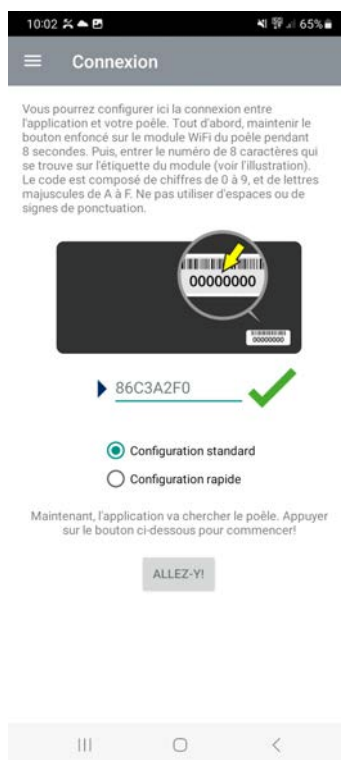 10:02 65%
Connexion
Vous pourrez configurer ici la connexion entre
l'application et votre poêle. Tout d'abord, maintenir le
bouton enfoncé sur le module WiFi du poêle pendant
8 secondes. Puis, entrer le numéro de 8 caractères qui
se trouve sur l'étiquette du module (voir l'illustration).
Le code est composé de chiffres de 0 à 9, et de lettres
majuscules de A à F. Ne pas utiliser d'espaces ou de
signes de ponctuation.
00000000
00000000
86C3A2F0
Configuration standard
Configuration rapide
Maintenant, l'application va chercher le poêle. Appuyer
sur le bouton ci-dessous pour commencer!
ALLEZ-Y!